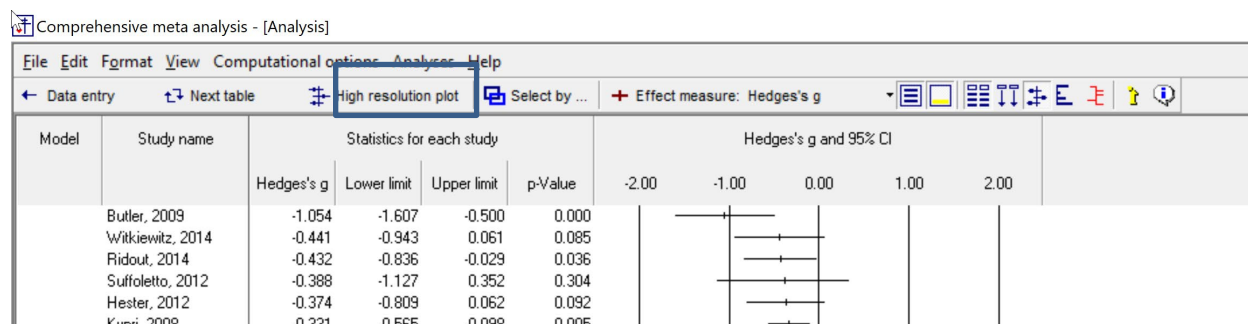 Comprehensive meta analysis - [Analysis]
File Edit Format View Computational options Analyses Help
Data entry Next table High resolution plot Select by ... Effect measure: Hedges's g
Model Study name Statistics for each study Hedges's g and 95% CI
Hedges's g Lower limit Upper limit p-Value -2.00 -1.00 0.00 1.00 2.00
Butler, 2009 -1.054 -1.607 -0.500 0.000
Witkiewitz, 2014 -0.441 -0.943 0.061 0.085
Ridout, 2014 -0.432 -0.836 -0.029 0.036
Suffoletto, 2012 -0.388 -1.127 0.352 0.304
Hester, 2012 -0.374 -0.809 0.062 0.092